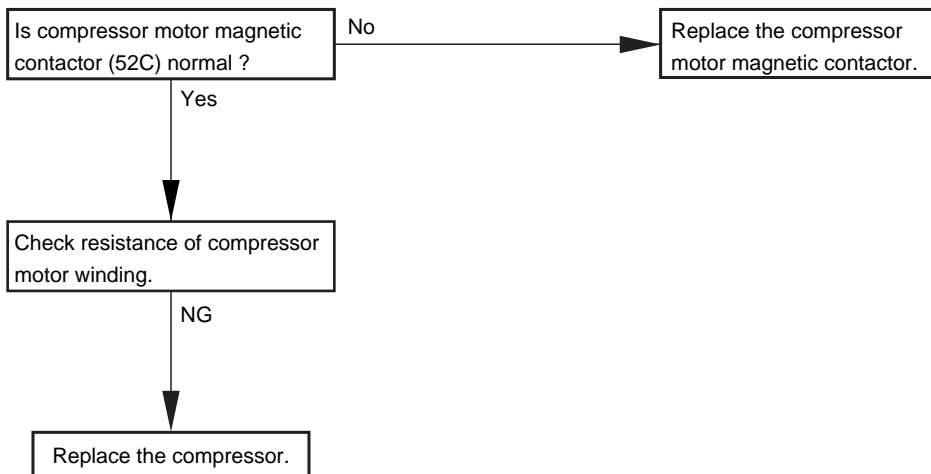 Is compressor motor magnetic
contactor (52C) normal ?
No
Replace the compressor
motor magnetic contactor.
Yes
Check resistance of compressor
motor winding.
NG
Replace the compressor.